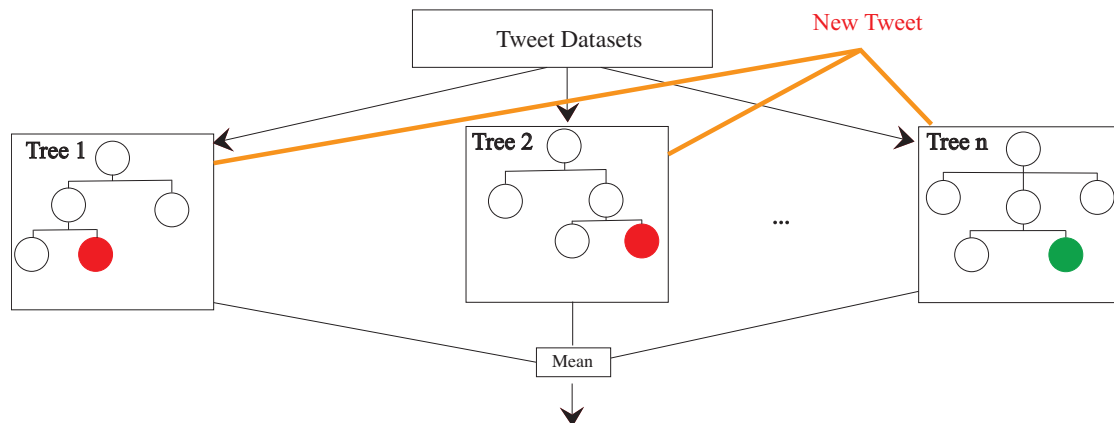 New Tweet
Tweet Datasets
Tree 1
Tree 2
Tree n
...
Mean